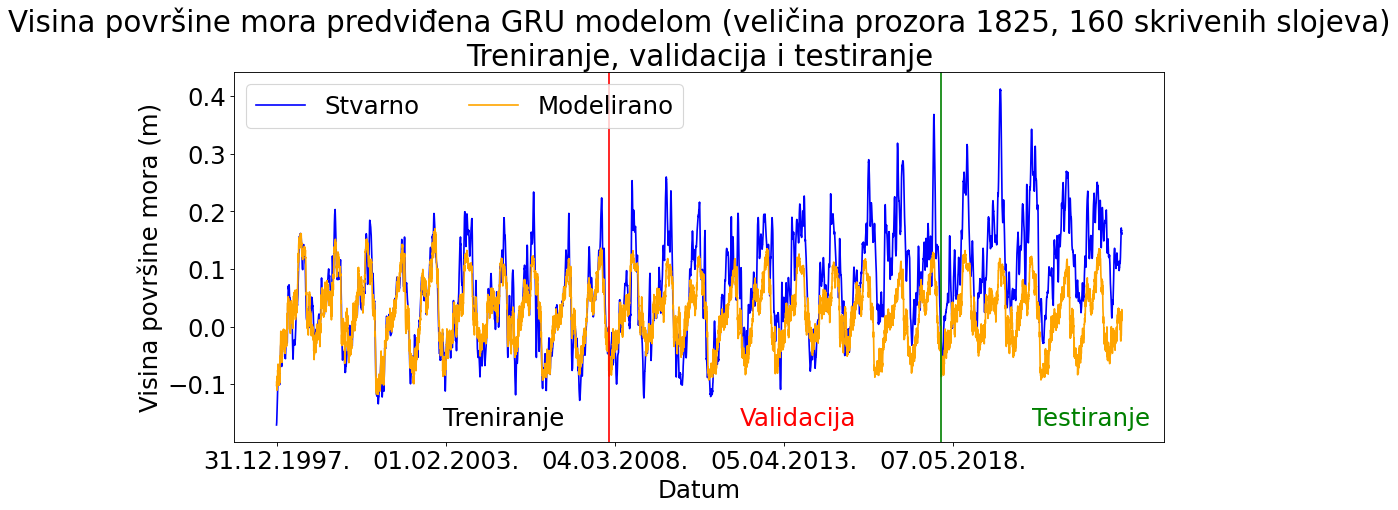 Visina površine mora predviđena GRU modelom (veličina prozora 1825, 160 skrivenih slojeva)
Treniranje, validacija i testiranje
Stvarno
Modelirano
Visina površine mora (m)
0.4
0.3
0.2
0.1
0.0
−0.1
Treniranje
Validacija
Testiranje
31.12.1997.
01.02.2003.
04.03.2008.
05.04.2013.
07.05.2018.
Datum